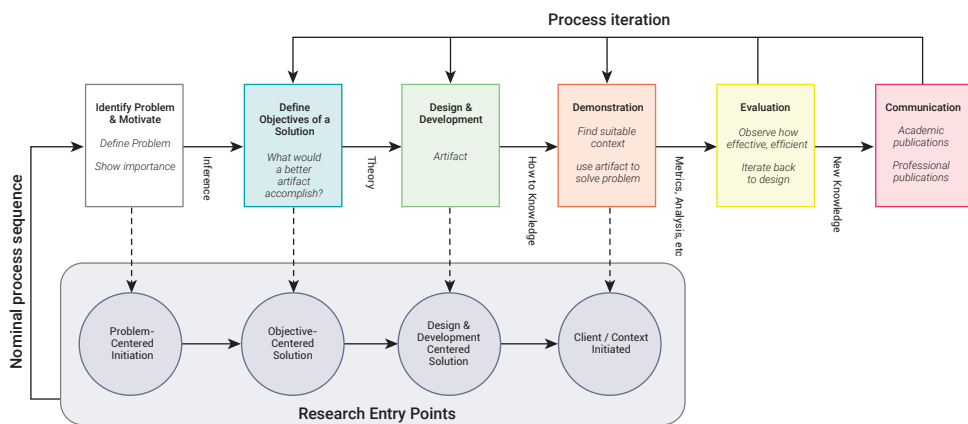 Process iteration
Identify Problem
& Motivate
Define Problem
Show importance
Inference
Define
Objectives of a
Solution
What would
a better
artifact
accomplish?
Theory
Design &
Development
Artifact
How to Knowledge
Demonstration
Find suitable
context
use artifact to
solve problem
Metrics, Analysis, etc
Evaluation
Observe how
effective, efficient
Iterate back
to design
New Knowledge
Communication
Academic
publications
Professional
publications
Nominal process sequence
Problem-
Centered
Initiation
Objective-
Centered
Solution
Design &
Development
Centered
Solution
Client / Context
Initiated
Research Entry Points